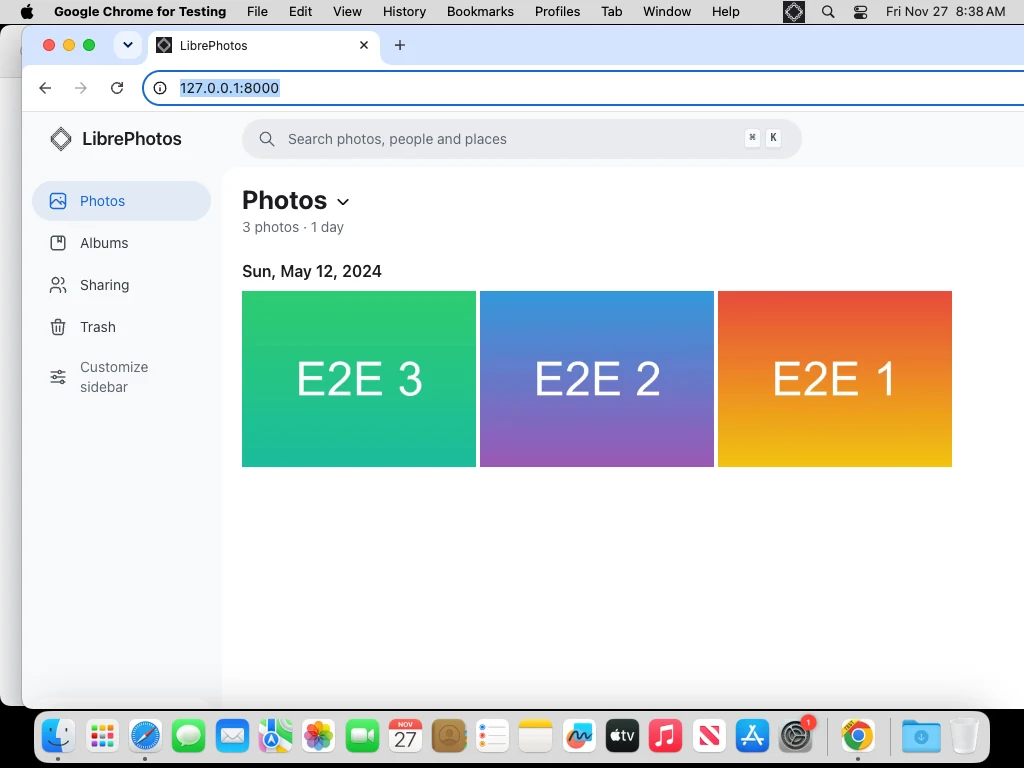 Google Chrome for Testing File Edit View History Bookmarks Profiles Tab Window Help Fri Nov 27 8:38 AM
LibrePhotos
127.0.0.1:8000
LibrePhotos
Search photos, people and places ⌘ K
Photos
Albums
Sharing
Trash
Customize
sidebar
Photos
3 photos · 1 day
Sun, May 12, 2024
E2E 3 E2E 2 E2E 1
NOV
27
tv
1